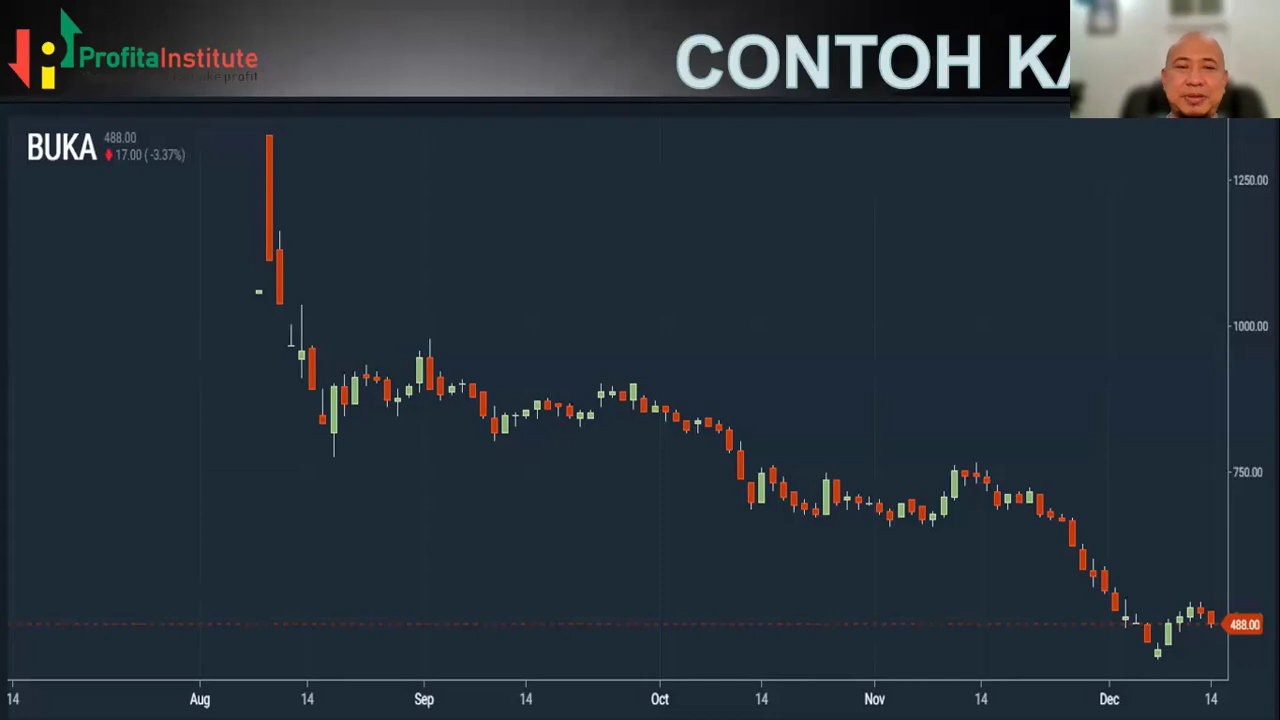 ProfitaInstitute
CONTOH KA
BUKA
488.00
17.00 (-3.37%)
1250.00
1000.00
750.00
488.00
14 Aug 14 Sep 14 Oct 14 Nov 14 Dec 14